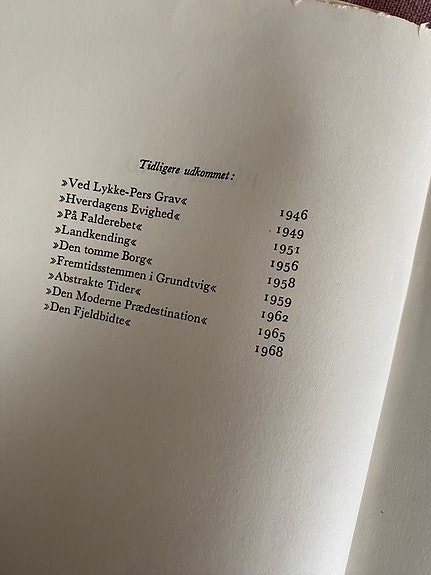 Tidligere udkommet:
»Ved Lykke-Pers Grav« 1946
»Hverdagens Evighed« 1949
»På Falderebet« 1951
»Landkending« 1956
»Den tomme Borg« 1958
»Fremtidsstemmen i Grundtvig« 1959
»Abstrakte Tider« 1962
»Den Moderne Prædestination« 1965
»Den Fjeldbidte« 1968